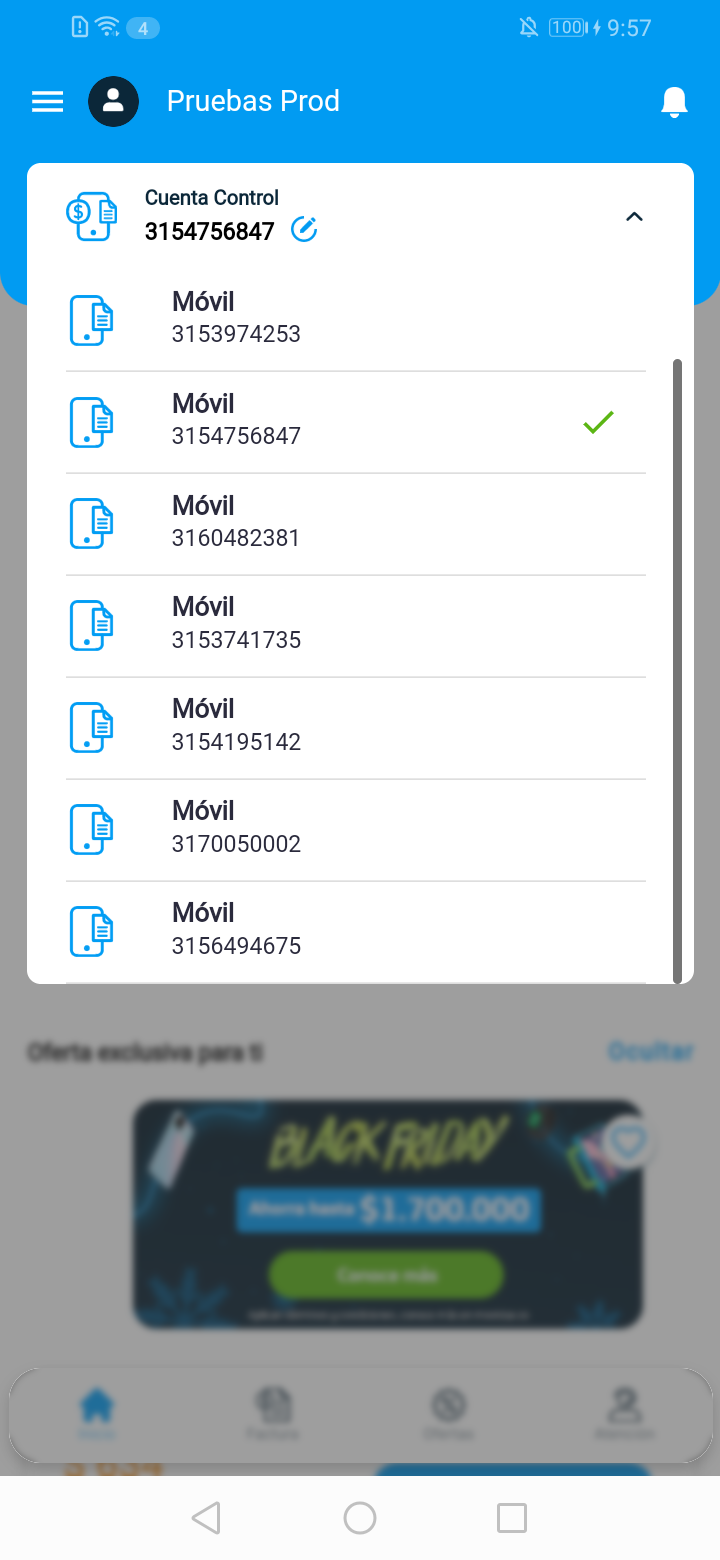 4
100
9:57
Pruebas Prod
$
Cuenta Control
3154756847
Móvil
3153974253
Móvil
3154756847
Móvil
3160482381
Móvil
3153741735
Móvil
3154195142
Móvil
3170050002
Móvil
3156494675
Oferta exclusiva para ti
Ocultar
BLACK FRIDAY
Ahorra hasta $1.700.000
Conoce más
Inicio
Factura
Ofertas
Atención